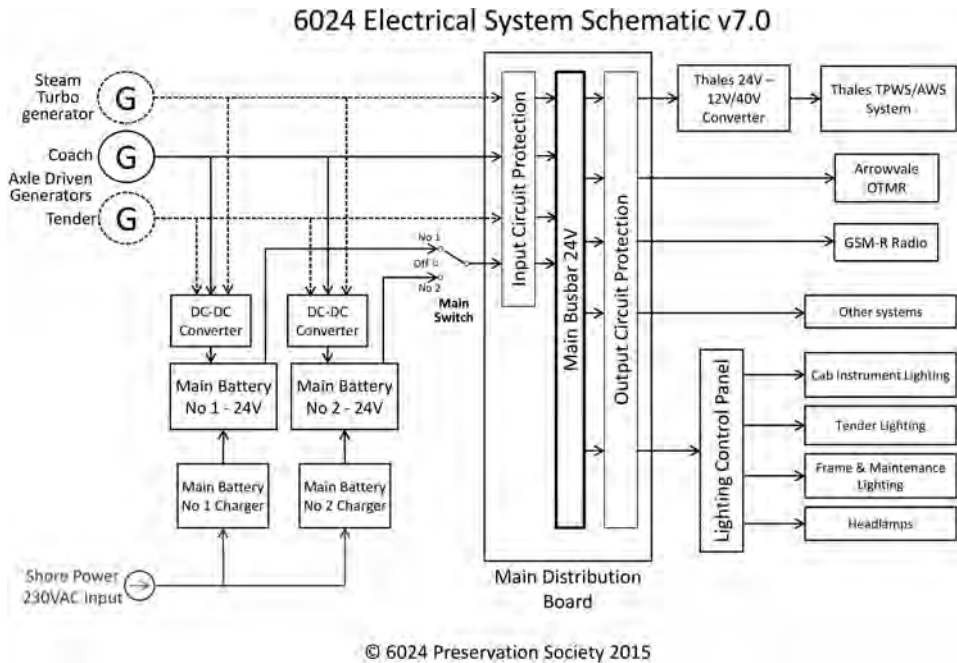 6024 Electrical System Schematic v7.0
Steam
Turbo
generator
G
Coach
G
Axle Driven
Generators
Tender
G
No 1
Off
No 2
Main
Switch
DC-DC
Converter
DC-DC
Converter
Main Battery
No 1 - 24V
Main Battery
No 2 - 24V
Main Battery
No 1 Charger
Main Battery
No 2 Charger
Shore Power
230VAC Input
Input Circuit Protection
Main Busbar 24V
Output Circuit Protection
Main Distribution
Board
Thales 24V –
12V/40V
Converter
Thales TPWS/AWS
System
Arrowvale
OTMR
GSM-R Radio
Other systems
Lighting Control Panel
Cab Instrument Lighting
Tender Lighting
Frame & Maintenance
Lighting
Headlamps
© 6024 Preservation Society 2015